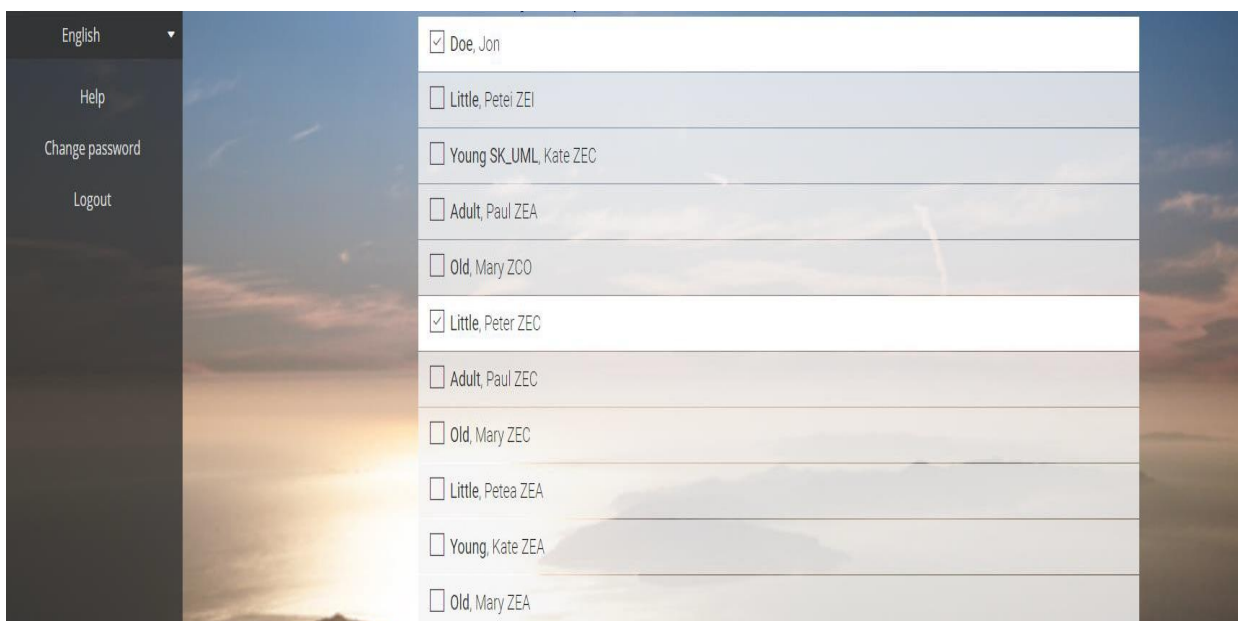 English
Help
Change password
Logout
Doe, Jon
Little, Petei ZEI
Young SK_UML, Kate ZEC
Adult, Paul ZEA
Old, Mary ZCO
Little, Peter ZEC
Adult, Paul ZEC
Old, Mary ZEC
Little, Petea ZEA
Young, Kate ZEA
Old, Mary ZEA